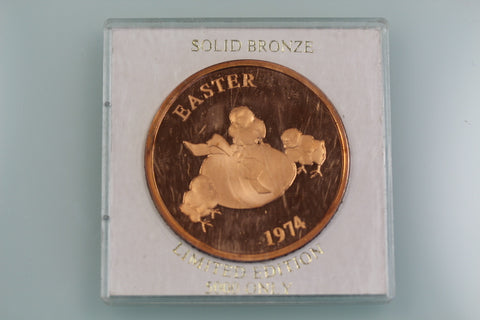 SOLID BRONZE
EASTER
1974
LIMITED EDITION
ONLY